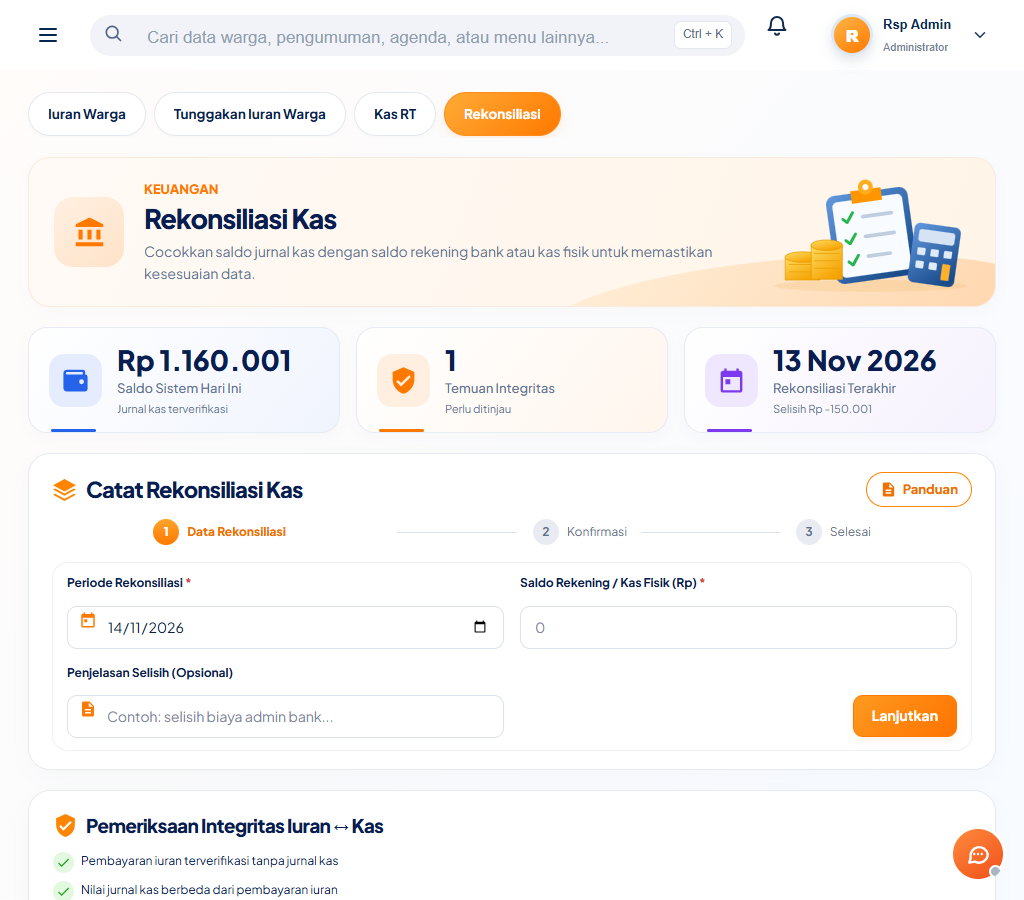 Cari data warga, pengumuman, agenda, atau menu lainnya...
Ctrl + K
R
Rsp Admin
Administrator
Iuran Warga
Tunggakan Iuran Warga
Kas RT
Rekonsiliasi
KEUANGAN
Rekonsiliasi Kas
Cocokkan saldo jurnal kas dengan saldo rekening bank atau kas fisik untuk memastikan
kesesuaian data.
Rp 1.160.001
Saldo Sistem Hari Ini
Jurnal kas terverifikasi
1
Temuan Integritas
Perlu ditinjau
13 Nov 2026
Rekonsiliasi Terakhir
Selisih Rp -150.001
Catat Rekonsiliasi Kas
Panduan
1 Data Rekonsiliasi
2 Konfirmasi
3 Selesai
Periode Rekonsiliasi *
Saldo Rekening / Kas Fisik (Rp) *
14/11/2026
0
Penjelasan Selisih (Opsional)
Contoh: selisih biaya admin bank...
Lanjutkan
Pemeriksaan Integritas Iuran ↔ Kas
Pembayaran iuran terverifikasi tanpa jurnal kas
Nilai jurnal kas berbeda dari pembayaran iuran